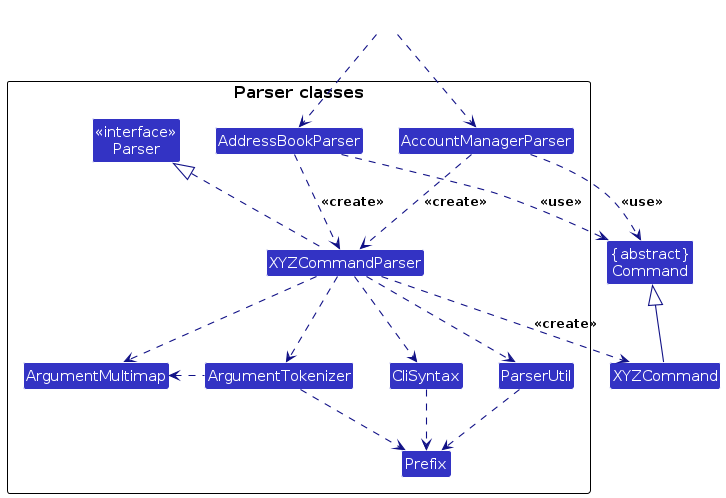 Parser classes
«interface»
Parser
AddressBookParser
AccountManagerParser
«create»
«create»
«use»
«use»
{abstract}
Command
XYZCommandParser
«create»
ArgumentMultimap
ArgumentTokenizer
CliSyntax
ParserUtil
XYZCommand
Prefix